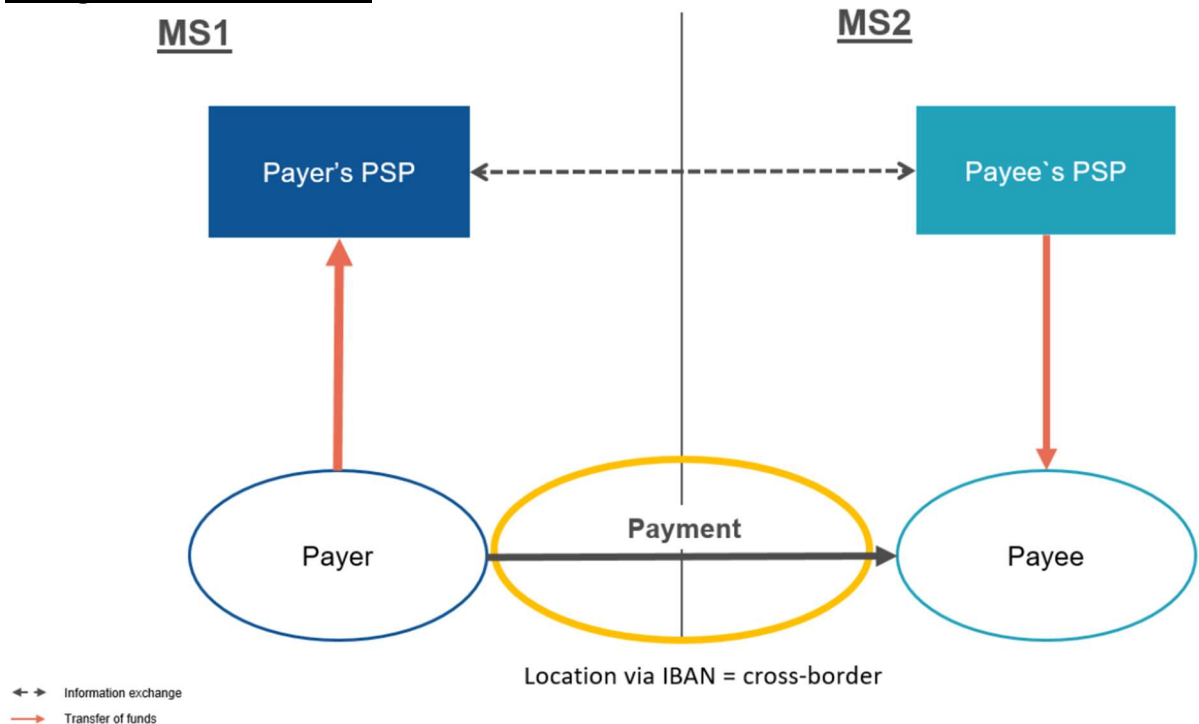 MS1
MS2
Payer's PSP
Payee`s PSP
Payment
Payer
Payee
Location via IBAN = cross-border
Information exchange
Transfer of funds